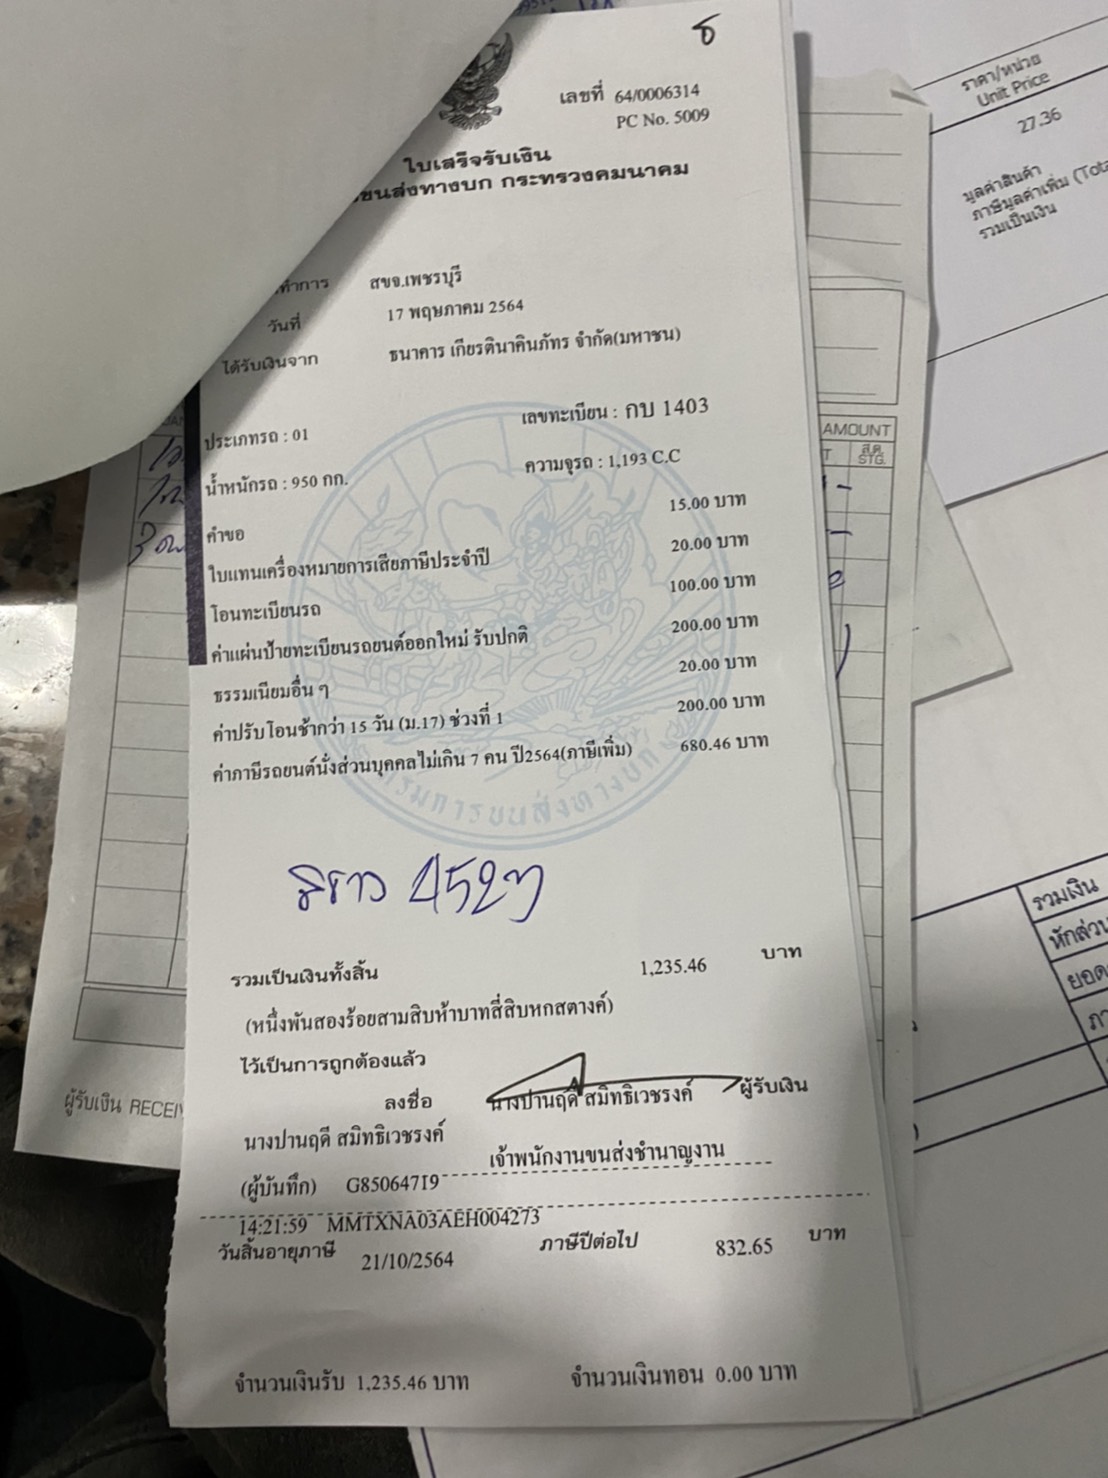 เลขที่ 64/0006314
PC No. 5009
ใบเสร็จรับเงิน
ขนส่งทางบก กระทรวงคมนาคม
ทำการ สขจ.เพชรบุรี
วันที่ 17 พฤษภาคม 2564
ได้รับเงินจาก ธนาคาร เกียรตินาคินภัทร จำกัด(มหาชน)
ประเภทรถ : 01 เลขทะเบียน : กบ 1403
น้ำหนักรถ : 950 กก. ความจุรถ : 1,193 C.C
คำขอ 15.00 บาท
ใบแทนเครื่องหมายการเสียภาษีประจำปี 20.00 บาท
โอนทะเบียนรถ 100.00 บาท
ค่าแผ่นป้ายทะเบียนรถยนต์ออกใหม่ รับปกติ 200.00 บาท
ธรรมเนียมอื่น ๆ 20.00 บาท
ค่าปรับโอนช้ากว่า 15 วัน (ม.17) ช่วงที่ 1 200.00 บาท
ค่าภาษีรถยนต์นั่งส่วนบุคคลไม่เกิน 7 คน ปี2564(ภาษีเพิ่ม) 680.46 บาท
กรมการขนส่งทางบก
รวมเป็นเงินทั้งสิ้น 1,235.46 บาท
(หนึ่งพันสองร้อยสามสิบห้าบาทสี่สิบหกสตางค์)
ไว้เป็นการถูกต้องแล้ว
ลงชื่อ นางปานฤดี สมิทธิเวชรงค์ ผู้รับเงิน
นางปานฤดี สมิทธิเวชรงค์
เจ้าพนักงานขนส่งชำนาญงาน
(ผู้บันทึก) G85064719
14:21:59 MMTXNA03AEH004273
วันสิ้นอายุภาษี 21/10/2564 ภาษีปีต่อไป 832.65 บาท
จำนวนเงินรับ 1,235.46 บาท จำนวนเงินทอน 0.00 บาท
ราคา/หน่วย
Unit Price
27.36
มูลค่าสินค้า
ภาษีมูลค่าเพิ่ม
รวมเป็นเงิน
AMOUNT
ส.ต.
STG.
ผู้รับเงิน
รวมเงิน